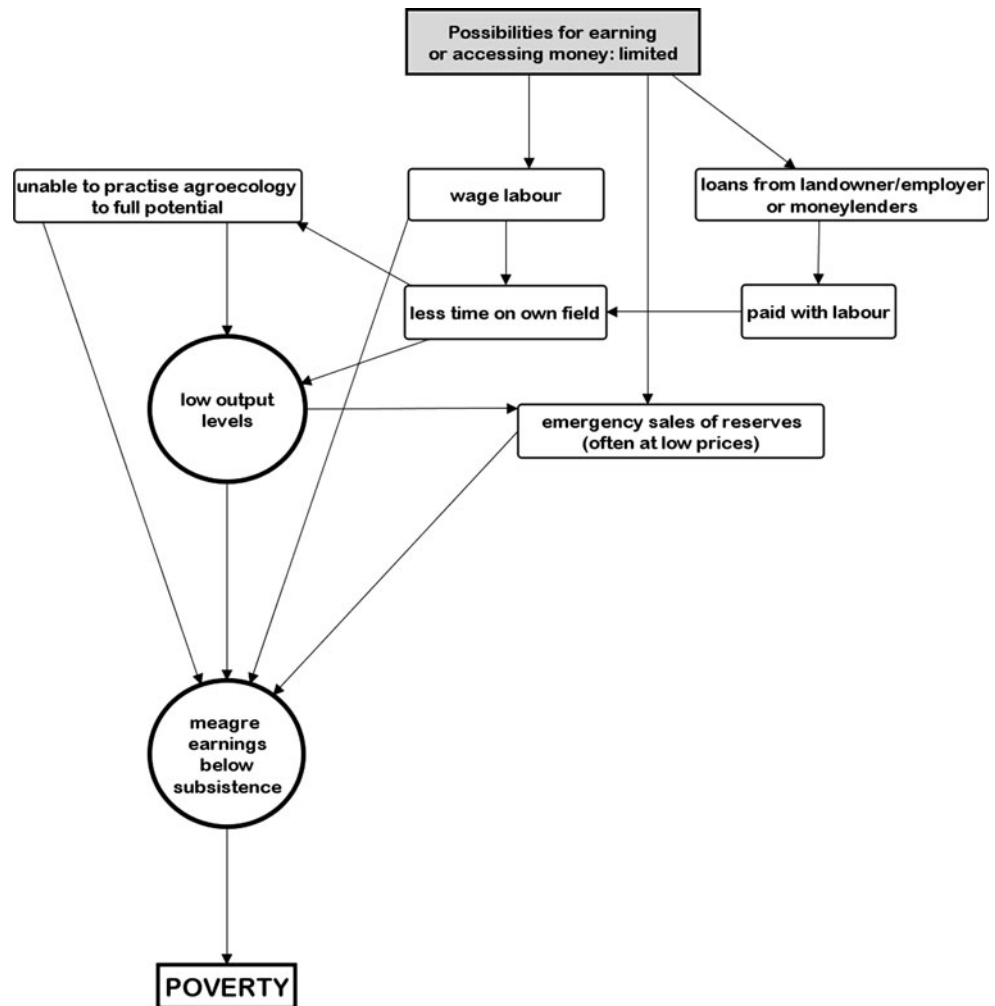 Possibilities for earning
or accessing money: limited
unable to practise agroecology
to full potential
wage labour
loans from landowner/employer
or moneylenders
less time on own field
paid with labour
low output
levels
emergency sales of reserves
(often at low prices)
meagre
earnings
below
subsistence
POVERTY